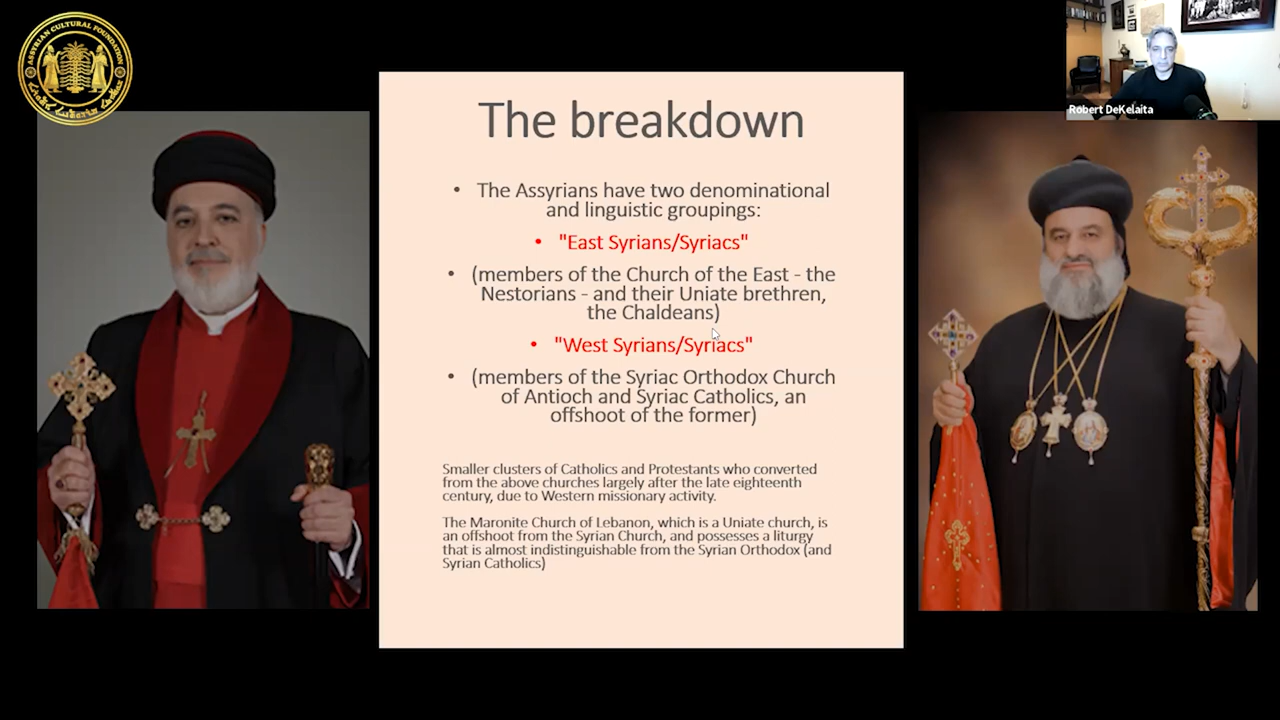 ASSYRIAN CULTURAL FOUNDATION
Robert DeKelaita
The breakdown
• The Assyrians have two denominational
and linguistic groupings:
• "East Syrians/Syriacs"
• (members of the Church of the East - the
Nestorians - and their Uniate brethren,
the Chaldeans)
• "West Syrians/Syriacs"
• (members of the Syriac Orthodox Church
of Antioch and Syriac Catholics, an
offshoot of the former)
Smaller clusters of Catholics and Protestants who converted
from the above churches largely after the late eighteenth
century, due to Western missionary activity.
The Maronite Church of Lebanon, which is a Uniate church, is
an offshoot from the Syrian Church, and possesses a liturgy
that is almost indistinguishable from the Syrian Orthodox (and
Syrian Catholics)